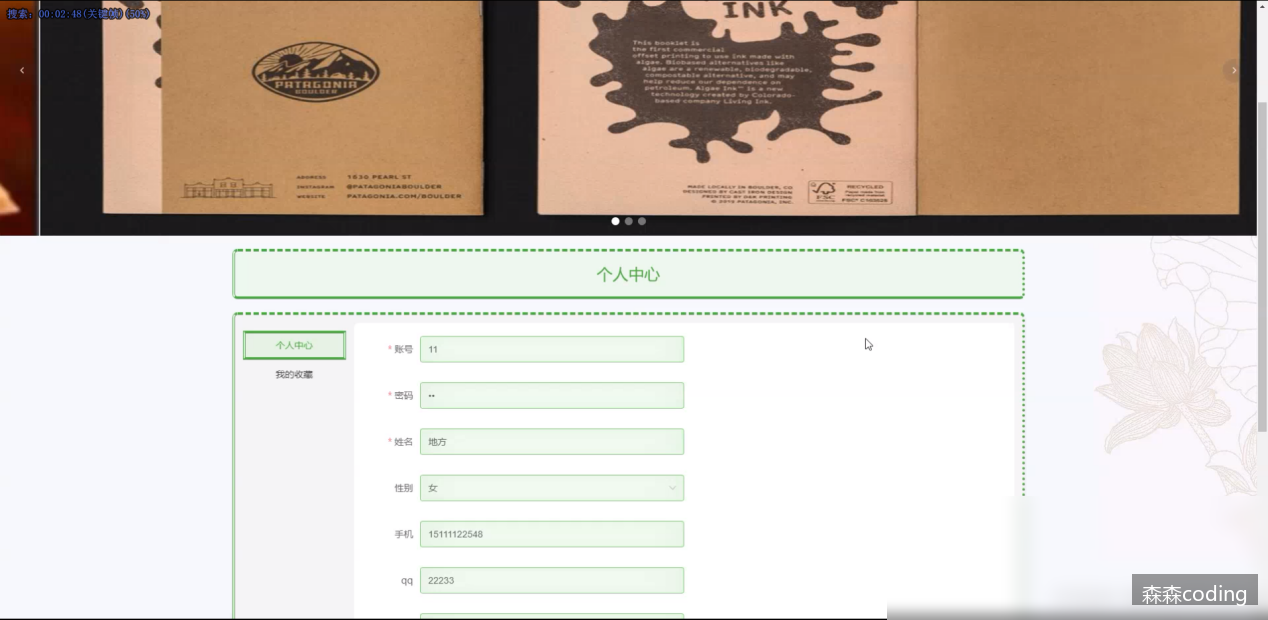 搜索: 00:02:48(关键帧)(50%)
INK
This booklet is
the first commercial
offset printing to use ink made with
algae. Biobased alternatives like
algae are a renewable, biodegradable,
compostable alternative, and may
help reduce our dependence on
petroleum. Algae Ink™ is a new
technology created by Colorado-
based company Living Ink.
PATAGONIA
BOULDER
ADDRESS 1630 PEARL ST
INSTAGRAM @PATAGONIABOULDER
WEBSITE PATAGONIA.COM/BOULDER
MADE LOCALLY IN BOULDER, CO
DESIGNED BY CAST IRON DESIGN
PRINTED BY D&K PRINTING
© 2019 PATAGONIA, INC.
FSC
RECYCLED
Paper made from
recycled material
个人中心
个人中心
我的收藏
* 账号 11
* 密码 ••
* 姓名 地方
性别 女
手机 15111122548
qq 22233
森森coding